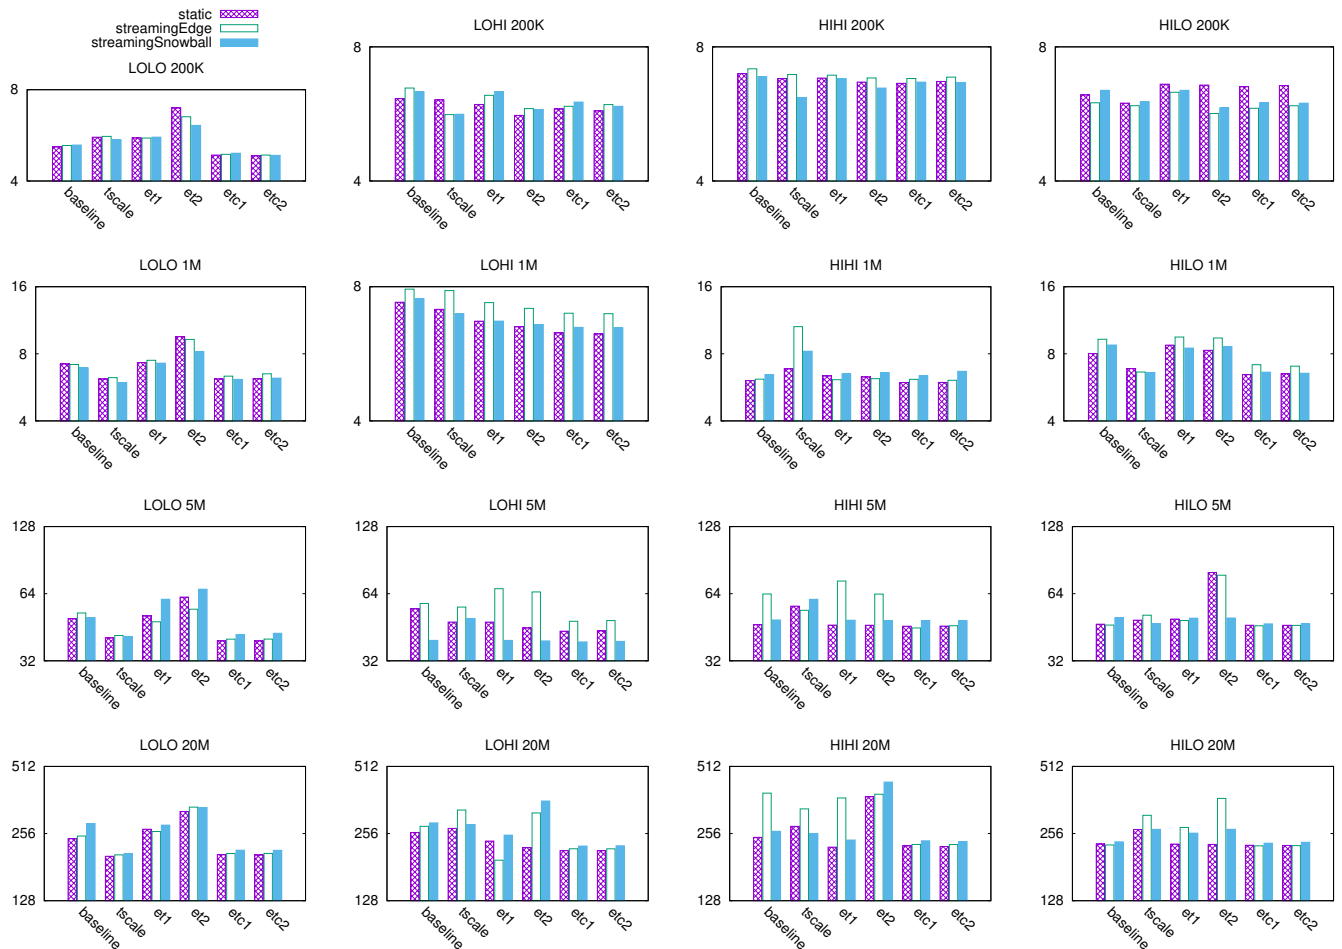 static
streamingEdge
streamingSnowball
LOLO 200K
8
4
baseline
tscale
et1
et2
etc1
etc2
LOHI 200K
8
4
baseline
tscale
et1
et2
etc1
etc2
HIHI 200K
8
4
baseline
tscale
et1
et2
etc1
etc2
HILO 200K
8
4
baseline
tscale
et1
et2
etc1
etc2
LOLO 1M
16
8
4
baseline
tscale
et1
et2
etc1
etc2
LOHI 1M
8
4
baseline
tscale
et1
et2
etc1
etc2
HIHI 1M
16
8
4
baseline
tscale
et1
et2
etc1
etc2
HILO 1M
16
8
4
baseline
tscale
et1
et2
etc1
etc2
LOLO 5M
128
64
32
baseline
tscale
et1
et2
etc1
etc2
LOHI 5M
128
64
32
baseline
tscale
et1
et2
etc1
etc2
HIHI 5M
128
64
32
baseline
tscale
et1
et2
etc1
etc2
HILO 5M
128
64
32
baseline
tscale
et1
et2
etc1
etc2
LOLO 20M
512
256
128
baseline
tscale
et1
et2
etc1
etc2
LOHI 20M
512
256
128
baseline
tscale
et1
et2
etc1
etc2
HIHI 20M
512
256
128
baseline
tscale
et1
et2
etc1
etc2
HILO 20M
512
256
128
baseline
tscale
et1
et2
etc1
etc2